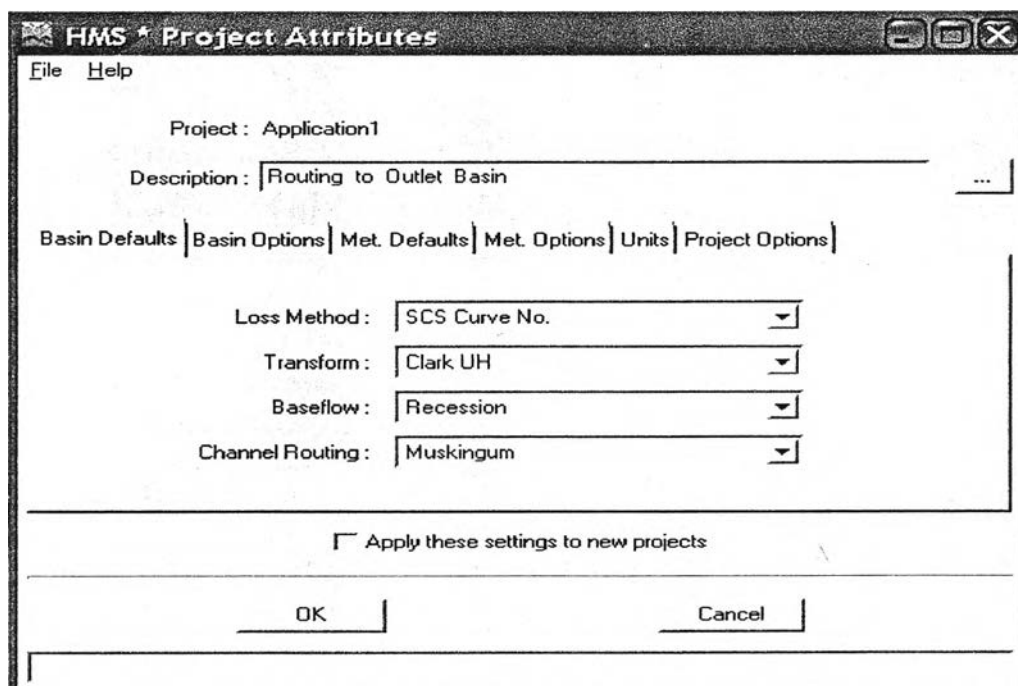 HMS * Project Attributes
File Help
Project : Application1
Description : Routing to Outlet Basin ...
Basin Defaults Basin Options Met. Defaults Met. Options Units Project Options
Loss Method : SCS Curve No.
Transform : Clark UH
Baseflow : Recession
Channel Routing : Muskingum
Apply these settings to new projects
OK Cancel